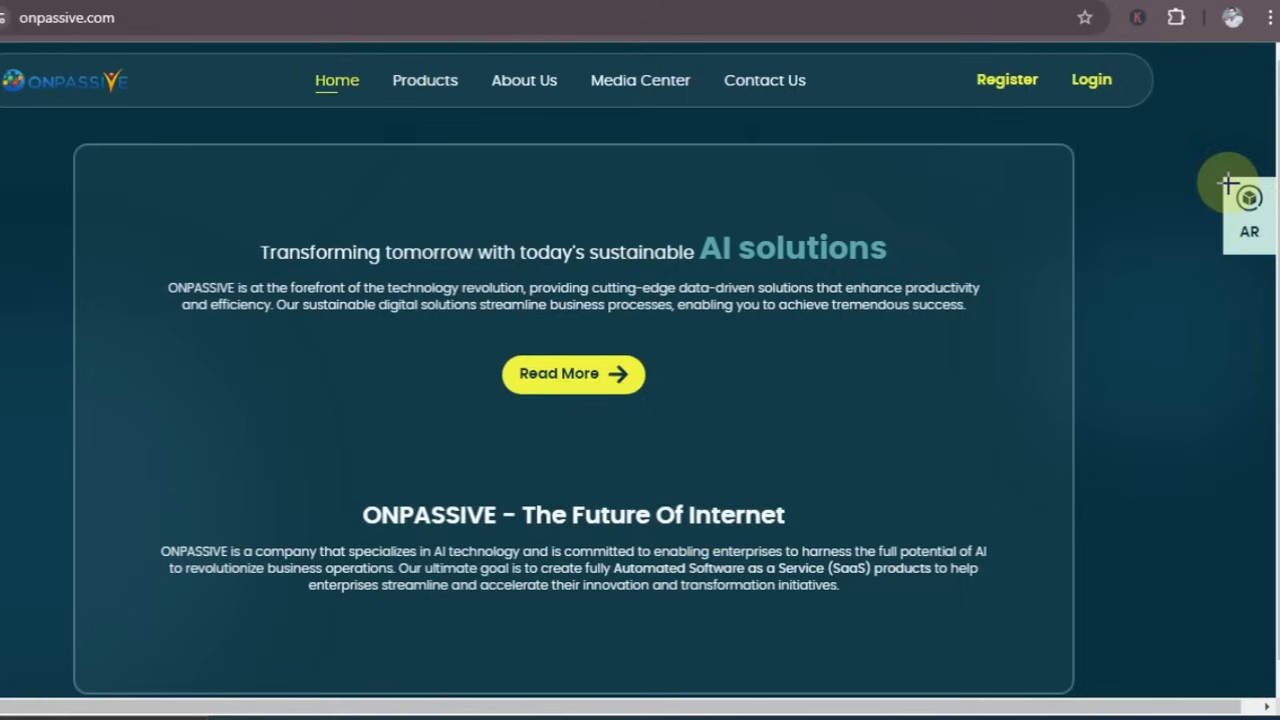 onpassive.com
ONPASSIVE
Home Products About Us Media Center Contact Us Register Login
AR
Transforming tomorrow with today's sustainable AI solutions
ONPASSIVE is at the forefront of the technology revolution, providing cutting-edge data-driven solutions that enhance productivity
and efficiency. Our sustainable digital solutions streamline business processes, enabling you to achieve tremendous success.
Read More
ONPASSIVE - The Future Of Internet
ONPASSIVE is a company that specializes in AI technology and is committed to enabling enterprises to harness the full potential of AI
to revolutionize business operations. Our ultimate goal is to create fully Automated Software as a Service (SaaS) products to help
enterprises streamline and accelerate their innovation and transformation initiatives.